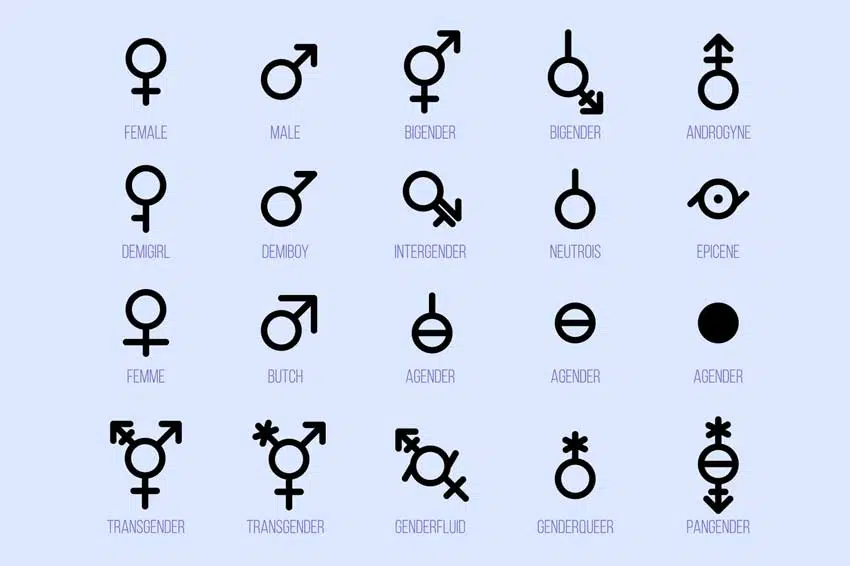 FEMALE
MALE
BIGENDER
BIGENDER
ANDROGYNE
DEMIGIRL
DEMIBOY
INTERGENDER
NEUTROIS
EPICENE
FEMME
BUTCH
AGENDER
AGENDER
AGENDER
TRANSGENDER
TRANSGENDER
GENDERFLUID
GENDERQUEER
PANGENDER